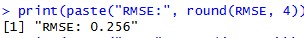 > print(paste("RMSE:", round(RMSE, 4))
[1] "RMSE: 0.256"